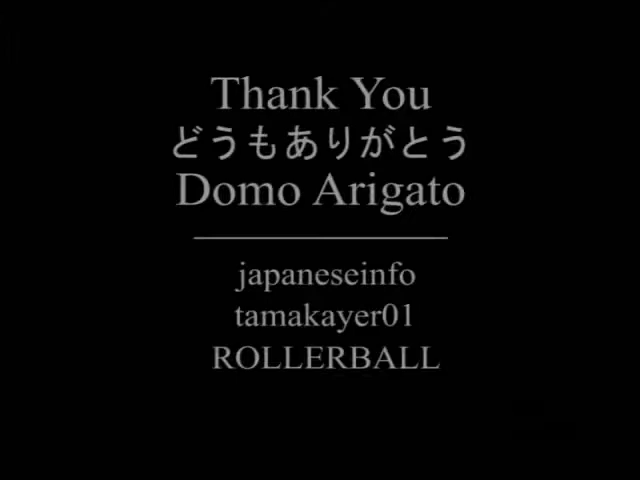 Thank You
どうもありがとう
Domo Arigato
japaneseinfo
tamakayer01
ROLLERBALL